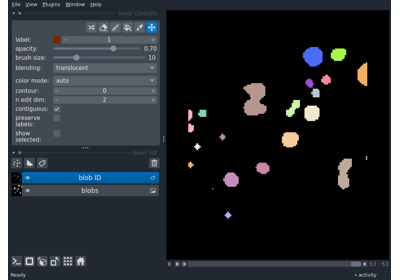 File View Plugins Window Help
layer controls
label: 1
opacity: 0.70
brush size: 10
blending: translucent
color mode: auto
contour: 0
n edit dim: 2
contiguous:
preserve
labels:
show
selected:
layer list
blob ID
blobs
0 63 63
Ready activity